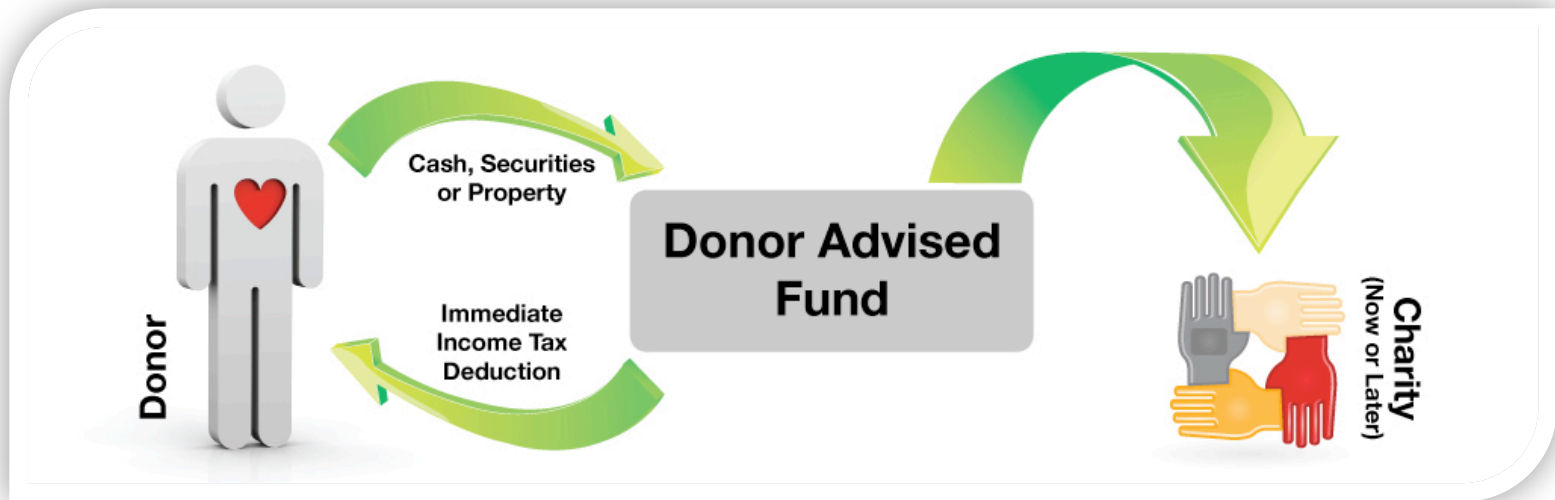 Donor
Cash, Securities
or Property
Immediate
Income Tax
Deduction
Donor Advised
Fund
Charity
(Now or Later)